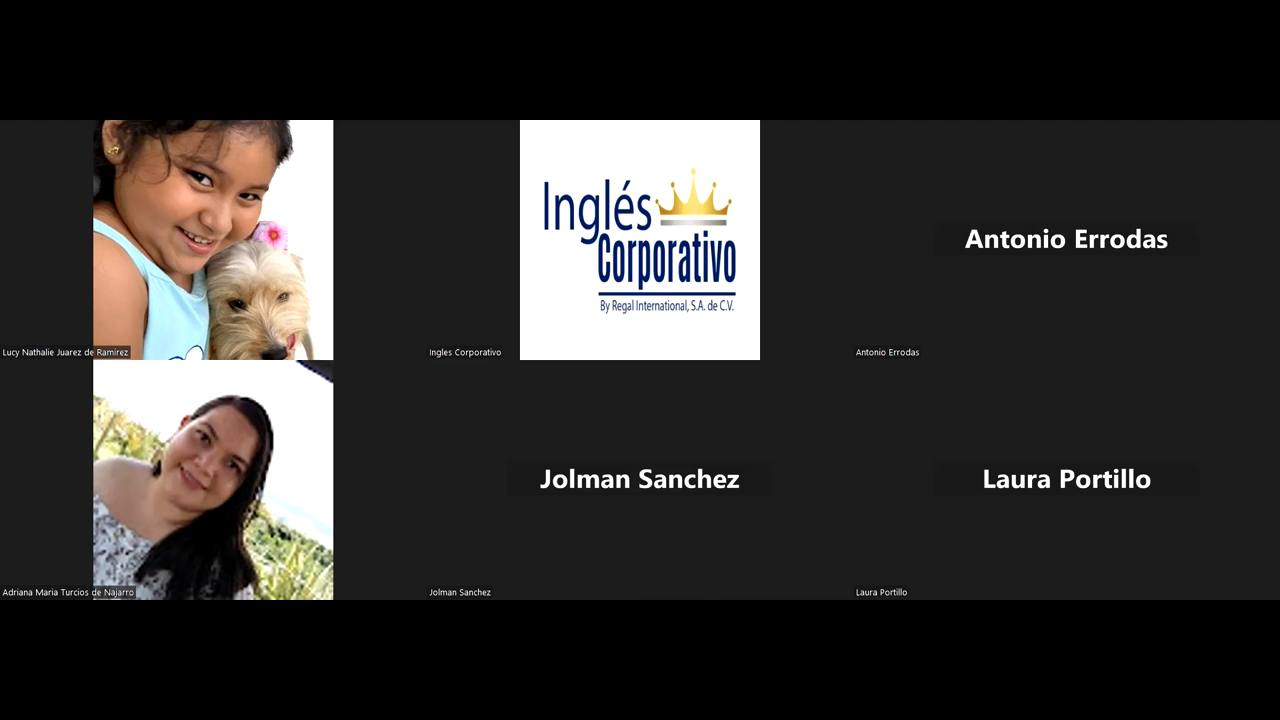 Inglés
Corporativo
By Regal International, S.A. de C.V.
Antonio Errodas
Lucy Nathalie Juarez de Ramirez
Ingles Corporativo
Antonio Errodas
Jolman Sanchez
Laura Portillo
Adriana Maria Turcios de Najarro
Jolman Sanchez
Laura Portillo